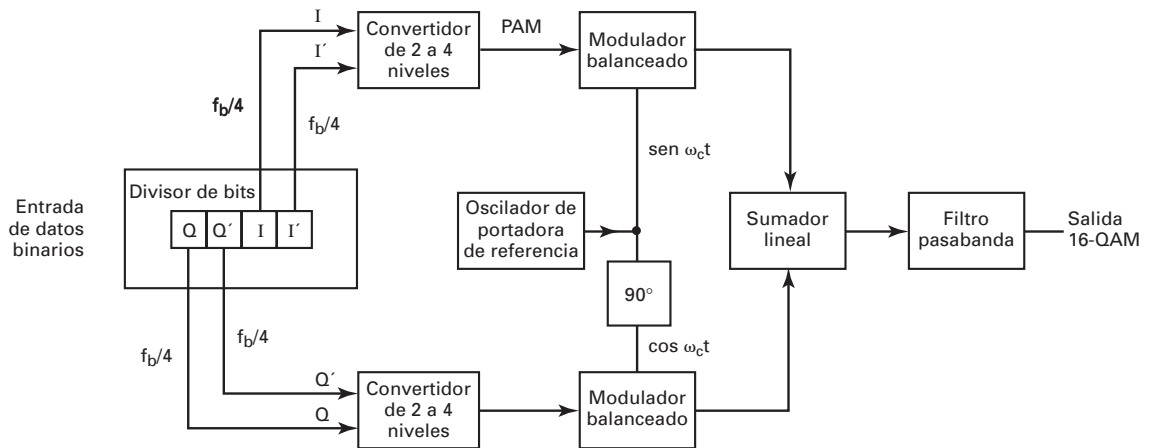 I
I´
Convertidor
de 2 a 4
niveles
PAM
Modulador
balanceado
f_b/4
f_b/4
sen ω_ct
Entrada
de datos
binarios
Divisor de bits
Q
Q´
I
I´
Oscilador de
portadora
de referencia
Sumador
lineal
Filtro
pasabanda
Salida
16-QAM
90°
f_b/4
f_b/4
cos ω_ct
Q´
Q
Convertidor
de 2 a 4
niveles
Modulador
balanceado